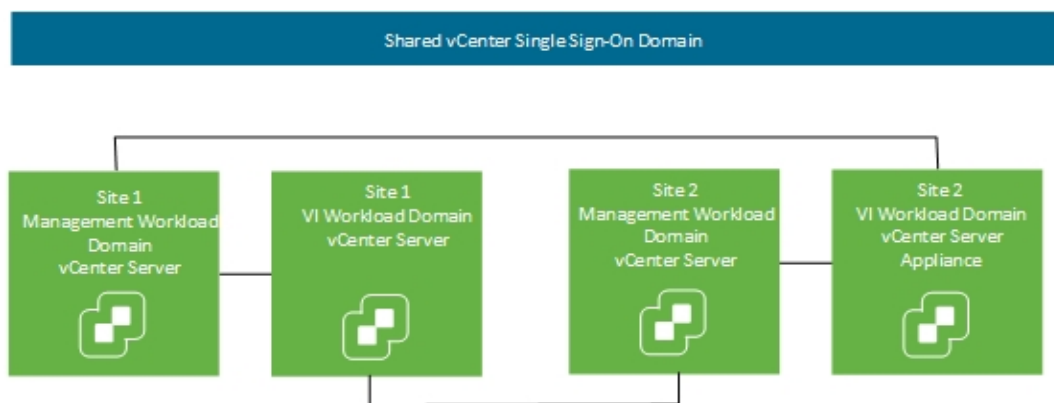 Shared vCenter Single Sign-On Domain
Site 1
Management Workload
Domain
vCenter Server
Site 1
VI Workload Domain
vCenter Server
Site 2
Management Workload
Domain
vCenter Server
Site 2
VI Workload Domain
vCenter Server
Appliance